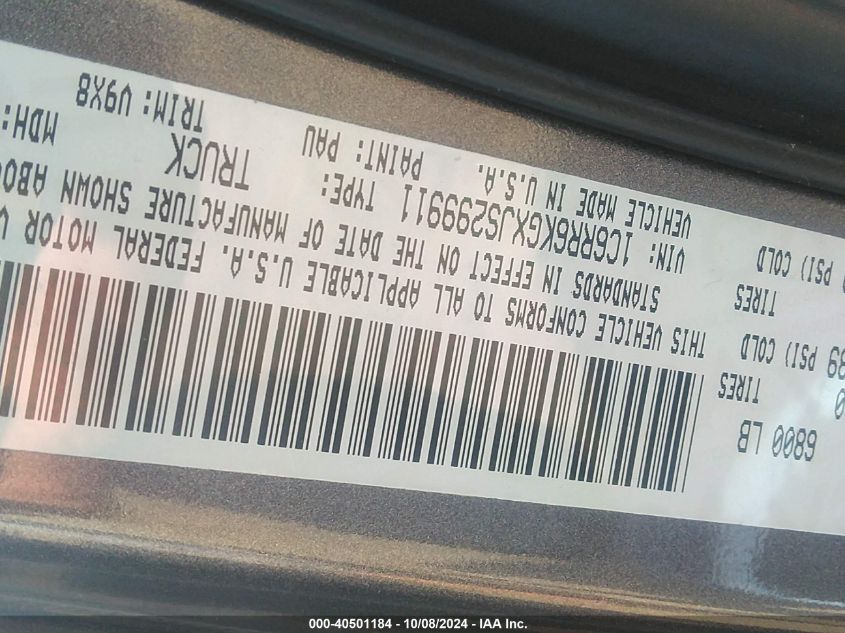 6800 LB
TIRES
39 PSI) COLD
TIRES
PSI) COLD
THIS VEHICLE CONFORMS TO ALL APPLICABLE U.S.A. FEDERAL MOTOR V
STANDARDS IN EFFECT ON THE DATE OF MANUFACTURE SHOWN ABO
VIN: 1C6RR6KGXJS299911 TYPE: TRUCK MDH:
VEHICLE MADE IN U.S.A. PAINT: PAU TRIM: V9X8
000-40501184 - 10/08/2024 - IAA Inc.